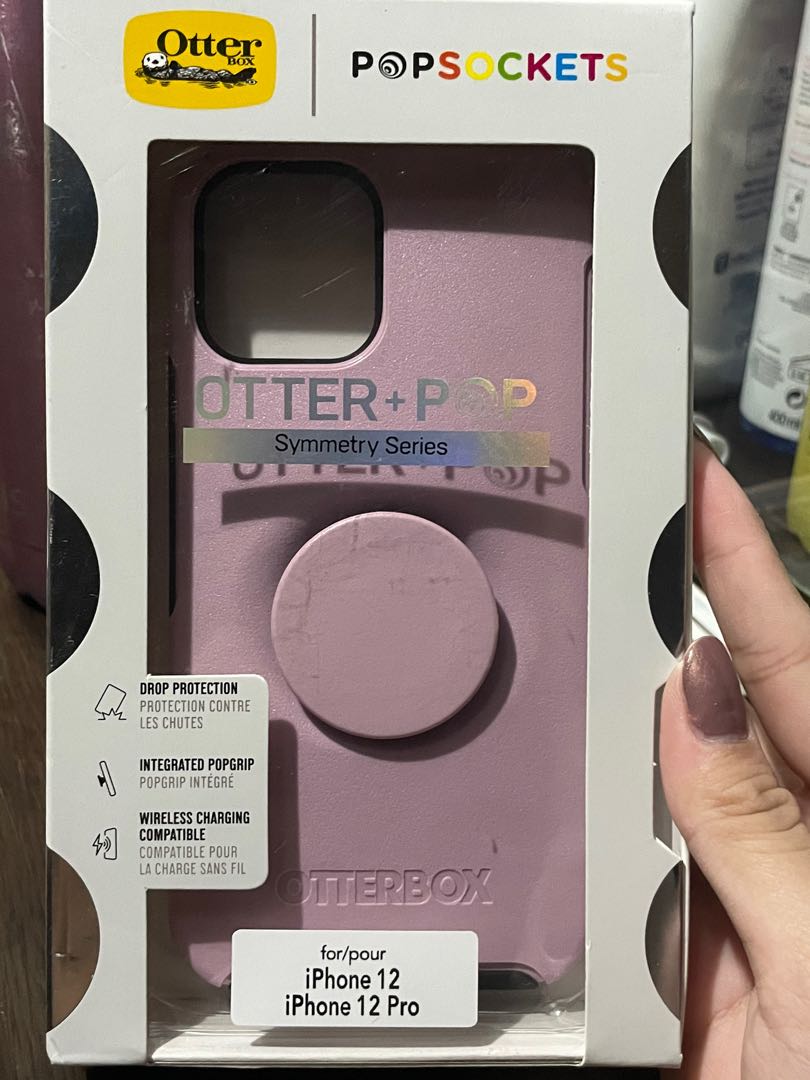 Otter
BOX
POPSOCKETS
OTTER + POP
Symmetry Series
DROP PROTECTION
PROTECTION CONTRE
LES CHUTES
INTEGRATED POPGRIP
POPGRIP INTÉGRÉ
WIRELESS CHARGING
COMPATIBLE
COMPATIBLE POUR
LA CHARGE SANS FIL
OTTERBOX
for/pour
iPhone 12
iPhone 12 Pro